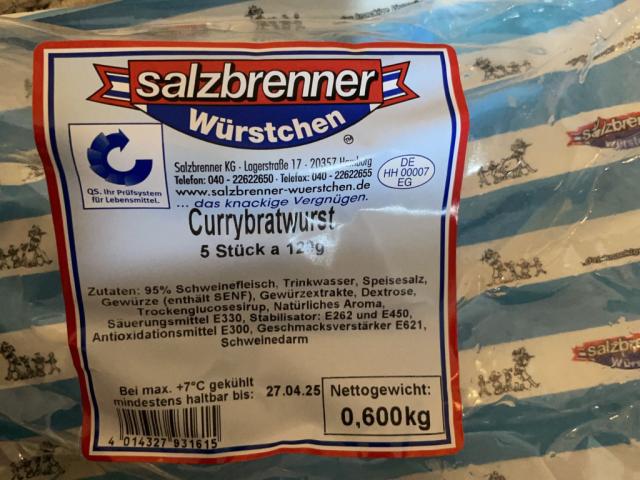 salzbrenner
Würstchen
QS. Ihr Prüfsystem
für Lebensmittel.
Salzbrenner KG · Lagerstraße 17 · 20357 Hamburg
Telefon: 040 - 22622650 · Telefax: 040 - 22622655
www.salzbrenner-wuerstchen.de
... das knackige Vergnügen.
DE
HH 00007
EG
Currybratwurst
5 Stück a 120g
Zutaten: 95% Schweinefleisch, Trinkwasser, Speisesalz,
Gewürze (enthält SENF), Gewürzextrakte, Dextrose,
Trockenglucosesirup, Natürliches Aroma,
Säuerungsmittel E330, Stabilisator: E262 und E450,
Antioxidationsmittel E300, Geschmacksverstärker E621,
Schweinedarm
Bei max. +7°C gekühlt
mindestens haltbar bis: 27.04.25
Nettogewicht:
0,600kg
4 014327 931615
salzbrenner